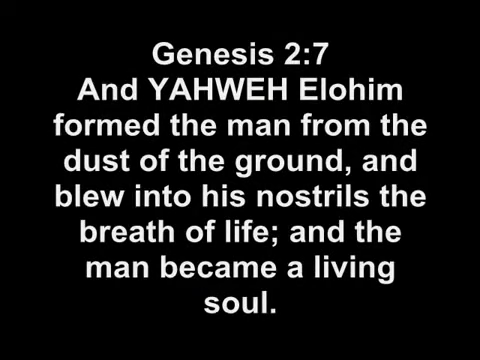 Genesis 2:7
And YAHWEH Elohim
formed the man from the
dust of the ground, and
blew into his nostrils the
breath of life; and the
man became a living
soul.